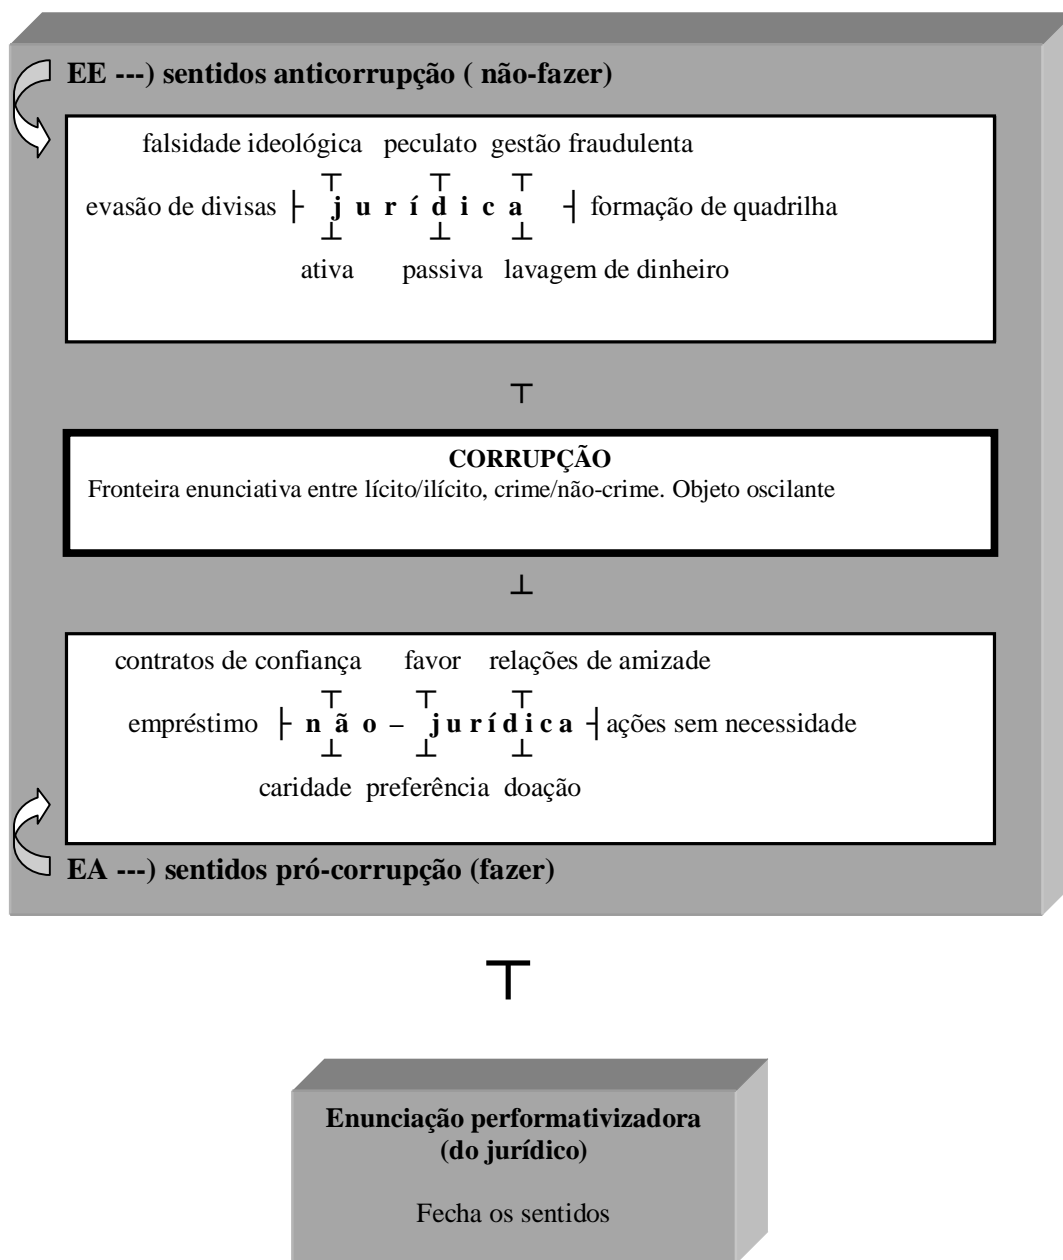 EE ---) sentidos anticorrupção ( não-fazer)
falsidade ideológica peculato gestão fraudulenta
┬ ┬ ┬
evasão de divisas ├ j u r í d i c a ┤ formação de quadrilha
┴ ┴ ┴
ativa passiva lavagem de dinheiro
┬
CORRUPÇÃO
Fronteira enunciativa entre lícito/ilícito, crime/não-crime. Objeto oscilante
┴
contratos de confiança favor relações de amizade
┬ ┬ ┬
empréstimo ├ n ã o – j u r í d i c a ┤ações sem necessidade
┴ ┴ ┴
caridade preferência doação
EA ---) sentidos pró-corrupção (fazer)
┬
Enunciação performativizadora
(do jurídico)
Fecha os sentidos